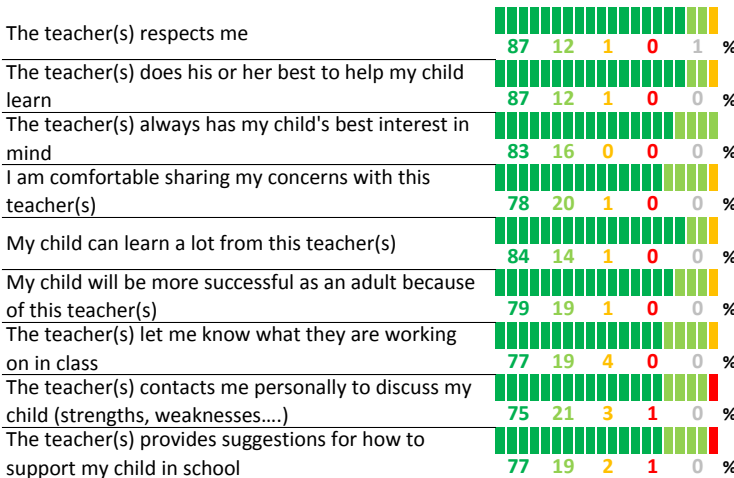 The teacher(s) respects me
87 12 1 0 1 %
The teacher(s) does his or her best to help my child
learn
87 12 1 0 0 %
The teacher(s) always has my child's best interest in
mind
83 16 0 0 0 %
I am comfortable sharing my concerns with this
teacher(s)
78 20 1 0 0 %
My child can learn a lot from this teacher(s)
84 14 1 0 0 %
My child will be more successful as an adult because
of this teacher(s)
79 19 1 0 0 %
The teacher(s) let me know what they are working
on in class
77 19 4 0 0 %
The teacher(s) contacts me personally to discuss my
child (strengths, weaknesses....)
75 21 3 1 0 %
The teacher(s) provides suggestions for how to
support my child in school
77 19 2 1 0 %